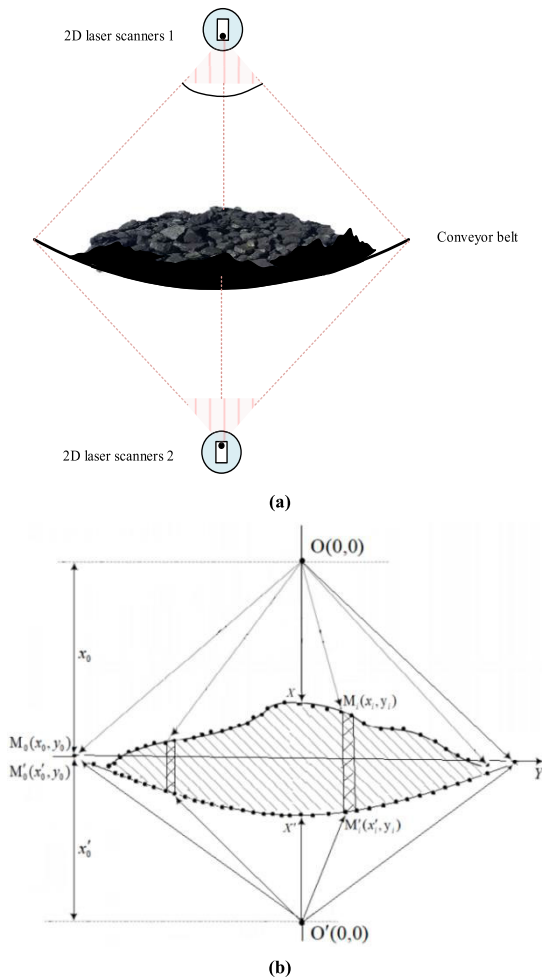 2D laser scanners 1
Conveyor belt
2D laser scanners 2
(a)
O(0,0)
x₀
X
Mᵢ(xᵢ,yᵢ)
M₀(x₀,y₀)
M′₀(x′₀,y₀)
Y
x′₀
X′
M′ᵢ(x′ᵢ,yᵢ)
O′(0,0)
(b)